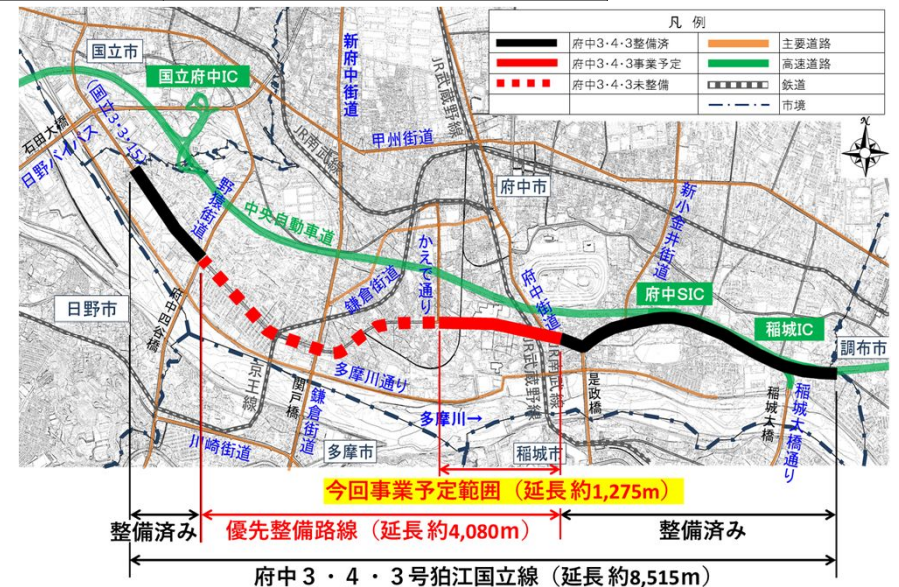 凡 例
府中3・4・3整備済
主要道路
府中3・4・3事業予定
高速道路
府中3・4・3未整備
鉄道
市境
国立市
国立府中IC
新府中街道
JR武蔵野線
石田大橋
日野バイパス
(国立3・3・15)
JR南武線
甲州街道
府中市
野猿街道
中央自動車道
新小金井街道
かえで通り
鎌倉街道
府中街道
府中SIC
日野市
稲城IC
調布市
府中四谷橋
京王線
関戸橋
多摩川通り
JR武蔵野線
JR南武線
是政橋
稲城大橋
稲城大橋通り
鎌倉街道
多摩川→
川崎街道
多摩市
稲城市
今回事業予定範囲(延長 約1,275m)
整備済み
優先整備路線(延長 約4,080m)
整備済み
府中3・4・3号狛江国立線(延長 約8,515m)